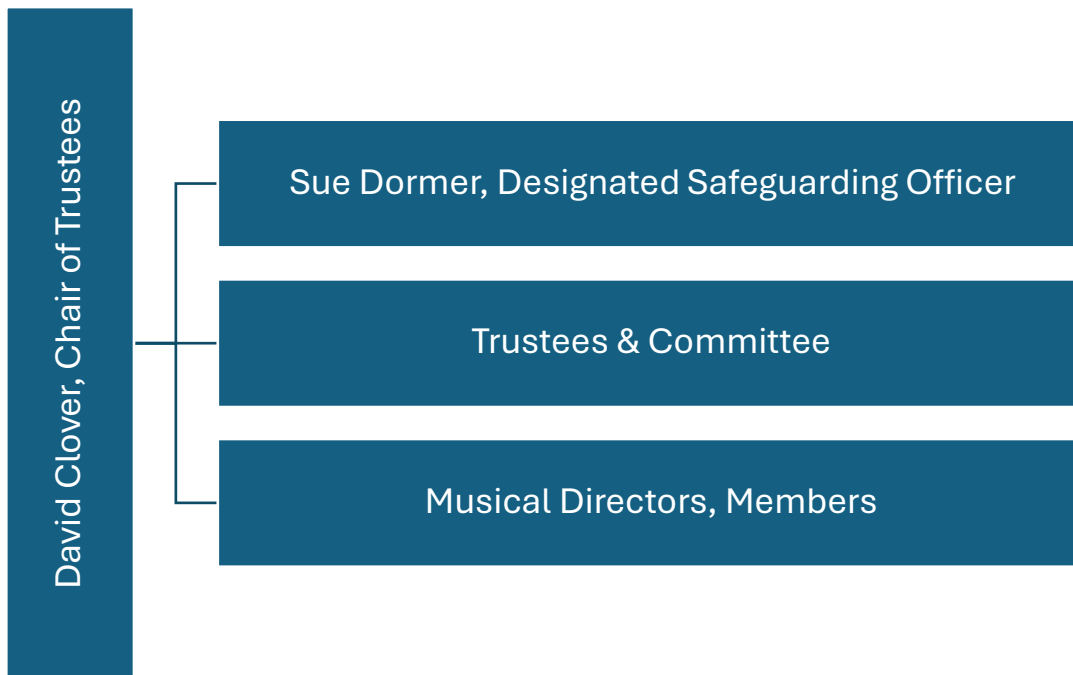 David Clover, Chair of Trustees
Sue Dormer, Designated Safeguarding Officer
Trustees & Committee
Musical Directors, Members